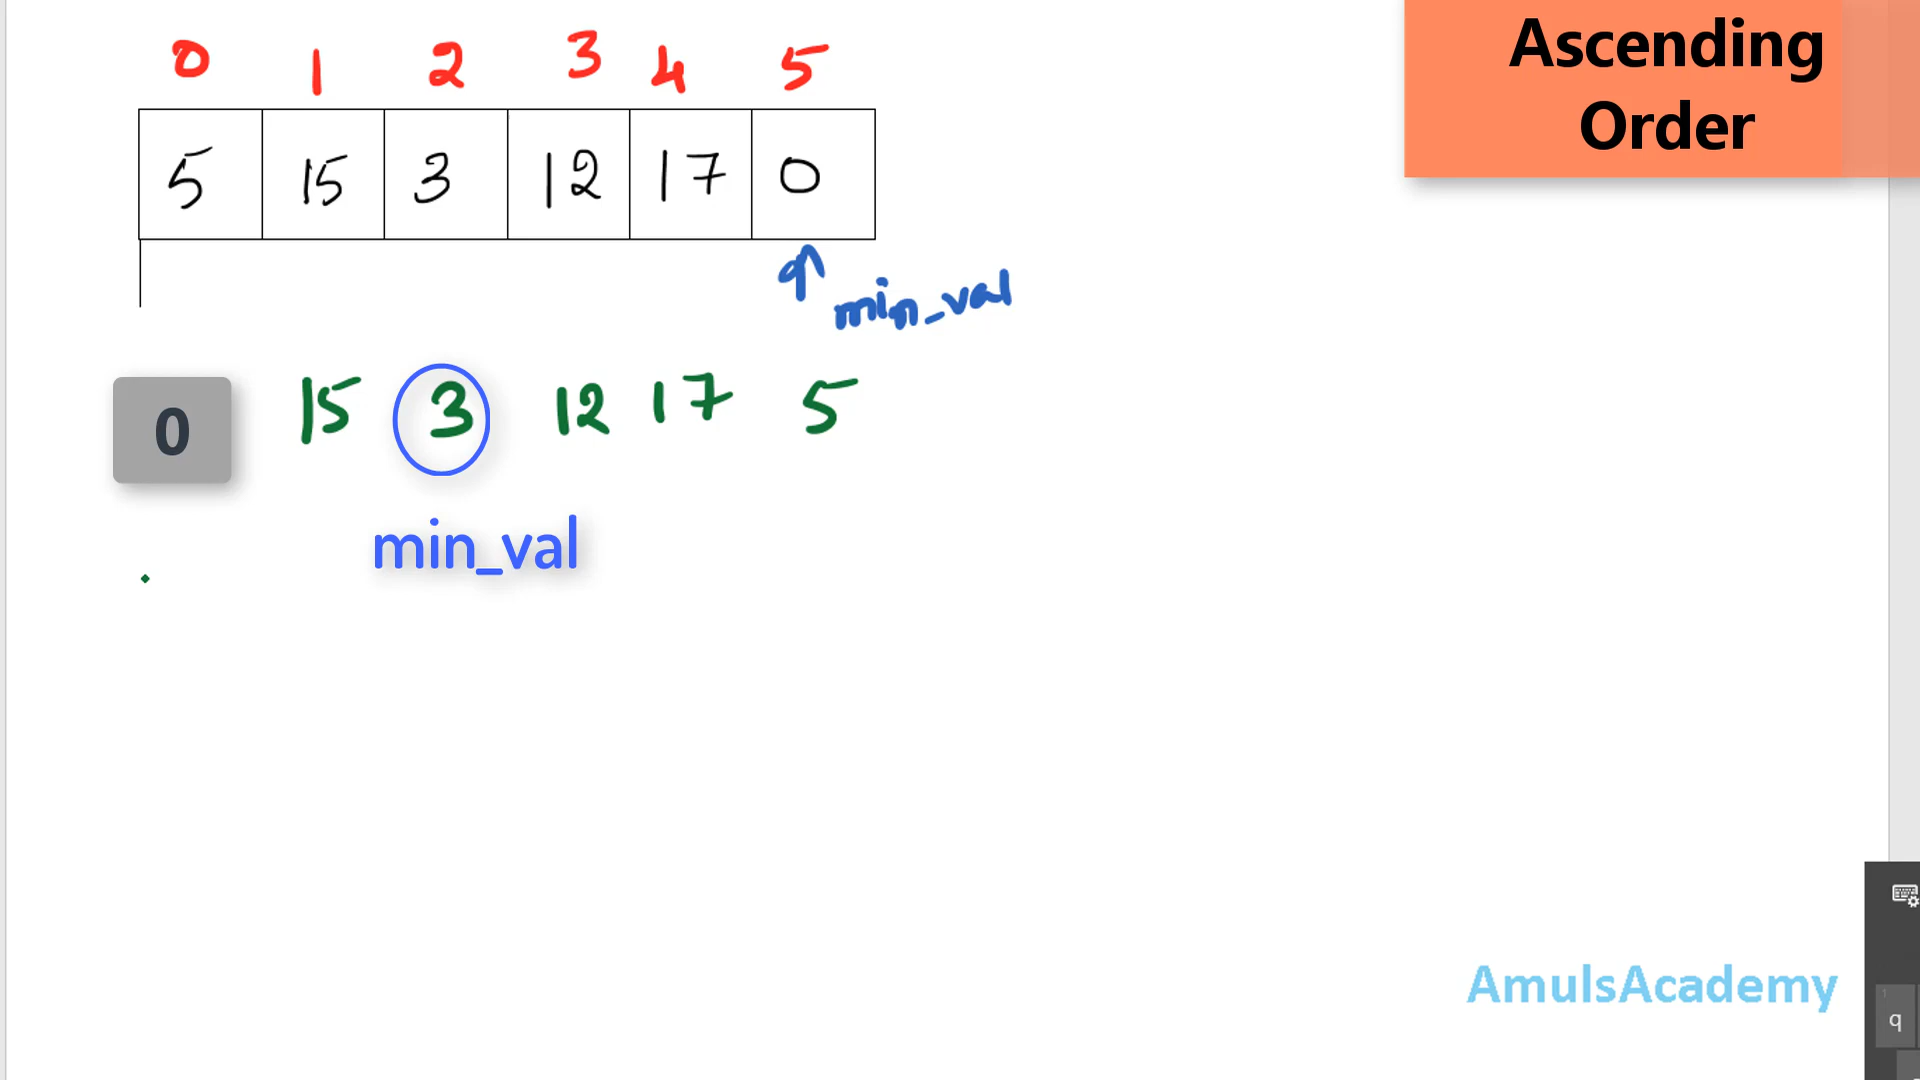 Ascending
Order
0 1 2 3 4 5
5 15 3 12 17 0
min_val
0 15 3 12 17 5
min_val
AmulsAcademy
1
q